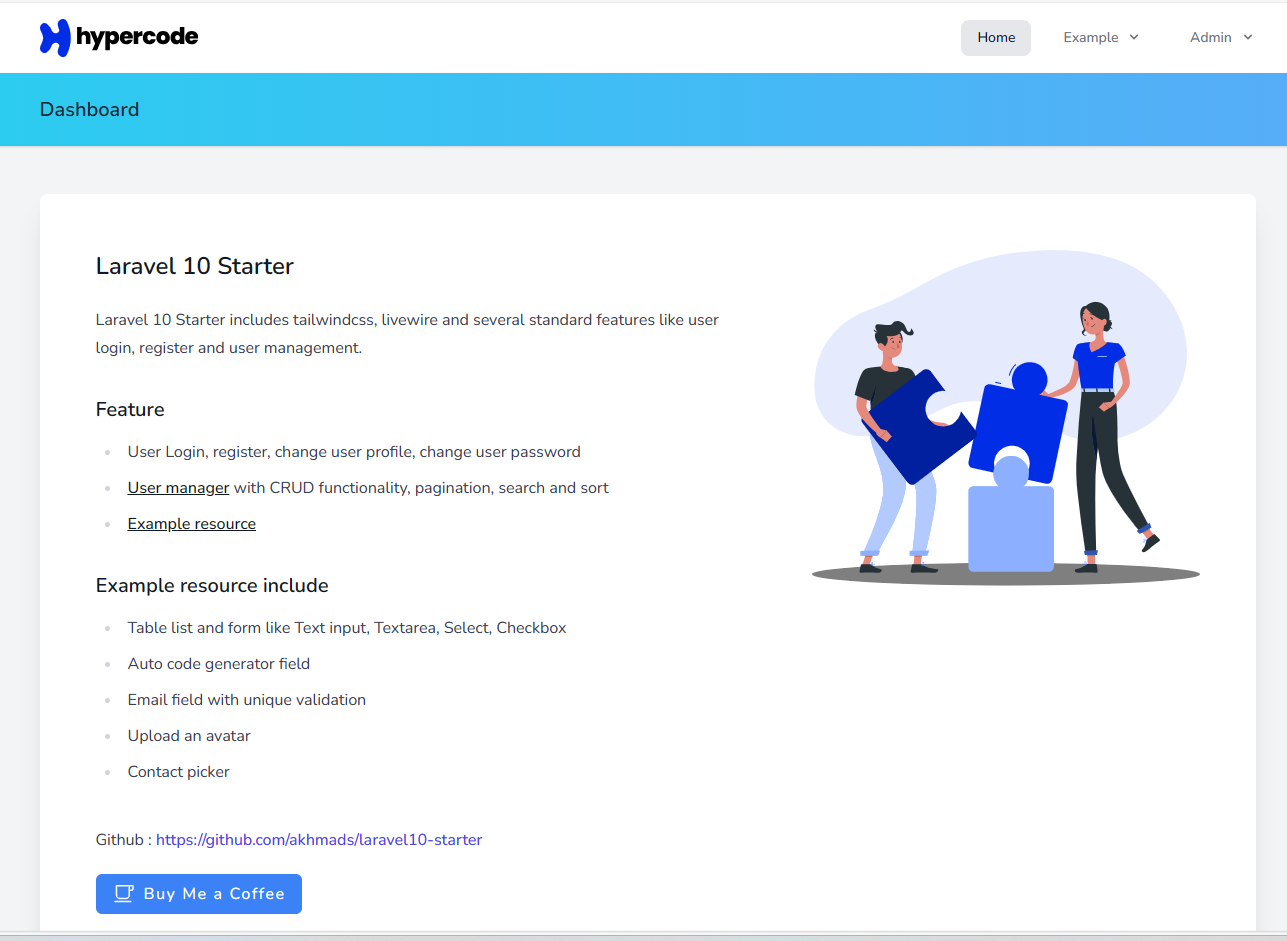 hypercode
Home
Example
Admin
Dashboard
Laravel 10 Starter
Laravel 10 Starter includes tailwindcss, livewire and several standard features like user
login, register and user management.
Feature
User Login, register, change user profile, change user password
User manager with CRUD functionality, pagination, search and sort
Example resource
Example resource include
Table list and form like Text input, Textarea, Select, Checkbox
Auto code generator field
Email field with unique validation
Upload an avatar
Contact picker
Github : https://github.com/akhmads/laravel10-starter
Buy Me a Coffee